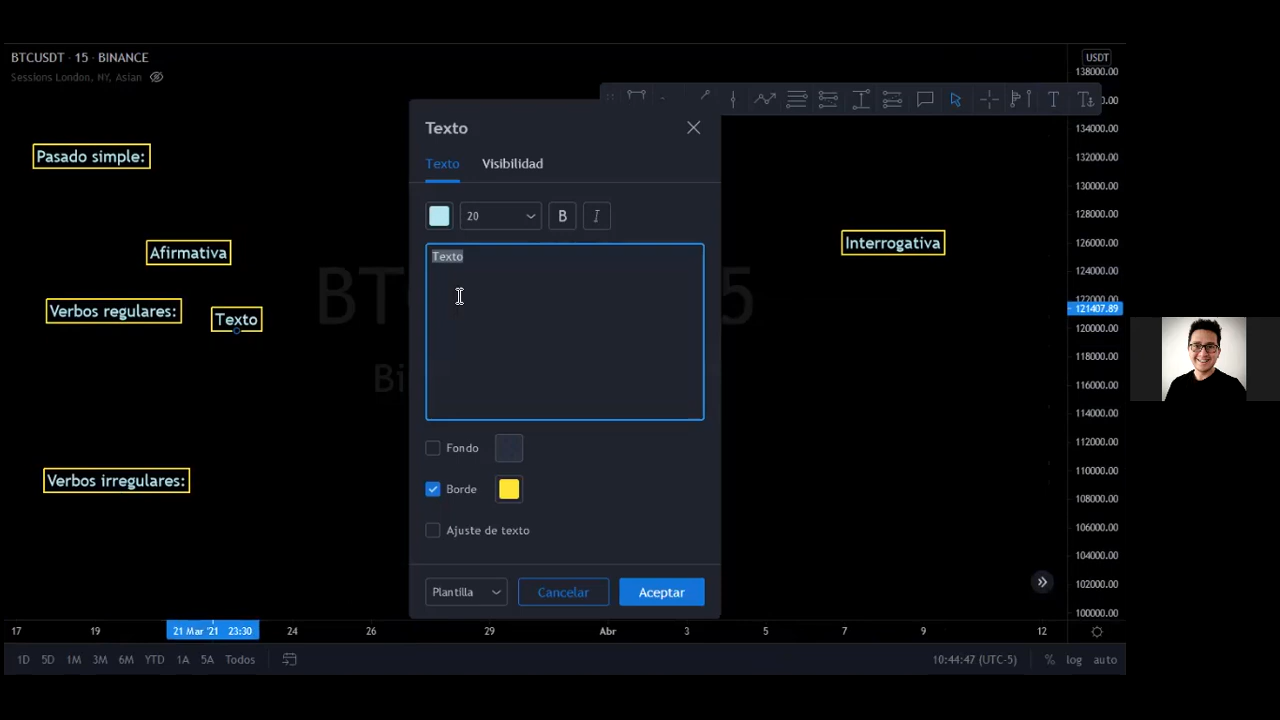 BTCUSDT · 15 · BINANCE
Sessions London, NY, Asian
USDT
138000.00
134000.00
132000.00
130000.00
128000.00
126000.00
124000.00
122000.00
121407.89
120000.00
118000.00
116000.00
114000.00
112000.00
110000.00
108000.00
106000.00
104000.00
102000.00
100000.00
Pasado simple:
Afirmativa
Interrogativa
Verbos regulares:
Texto
Verbos irregulares:
Texto
Texto Visibilidad
20 B I
Texto
Fondo
Borde
Ajuste de texto
Plantilla Cancelar Aceptar
17 19 21 Mar '21 23:30 24 26 29 Abr 3 5 7 9 12
1D 5D 1M 3M 6M YTD 1A 5A Todos 10:44:47 (UTC-5) % log auto